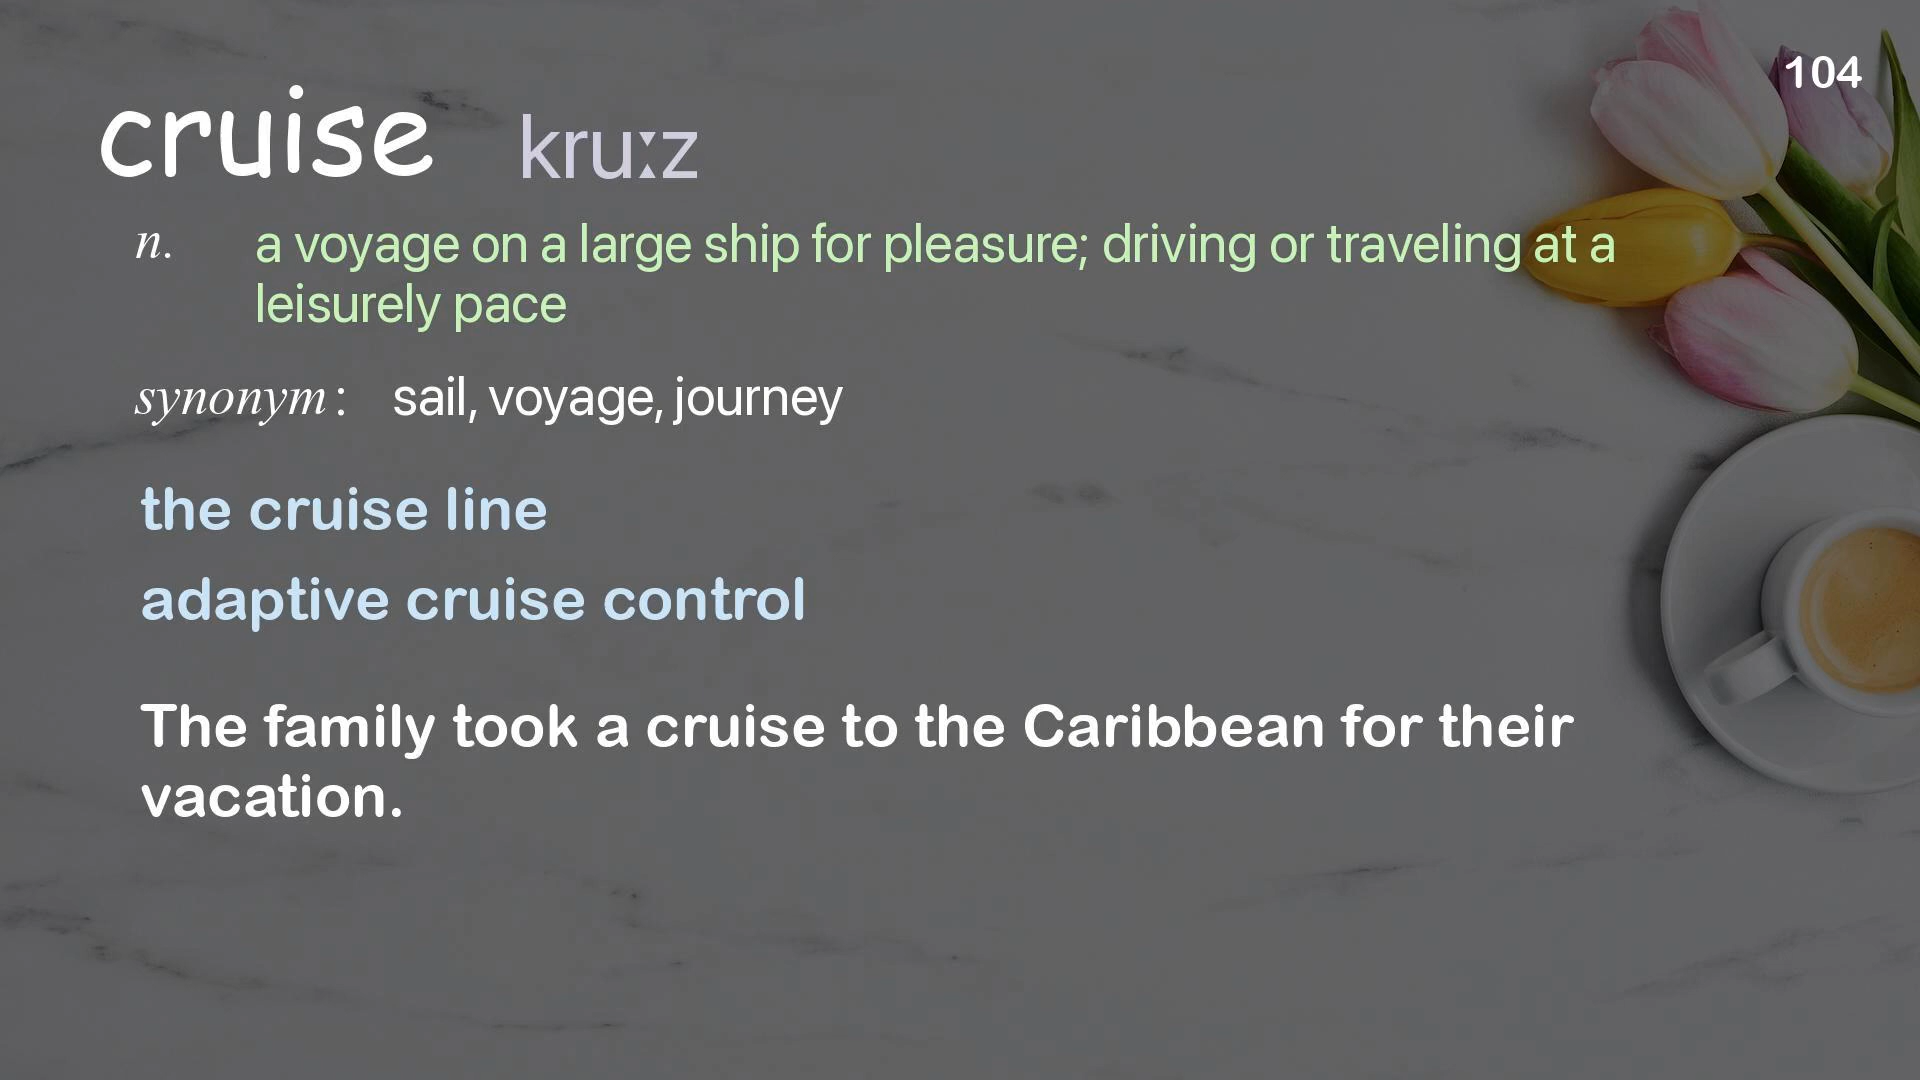 104
cruise kruːz
n. a voyage on a large ship for pleasure; driving or traveling at a
leisurely pace
synonym: sail, voyage, journey
the cruise line
adaptive cruise control
The family took a cruise to the Caribbean for their
vacation.